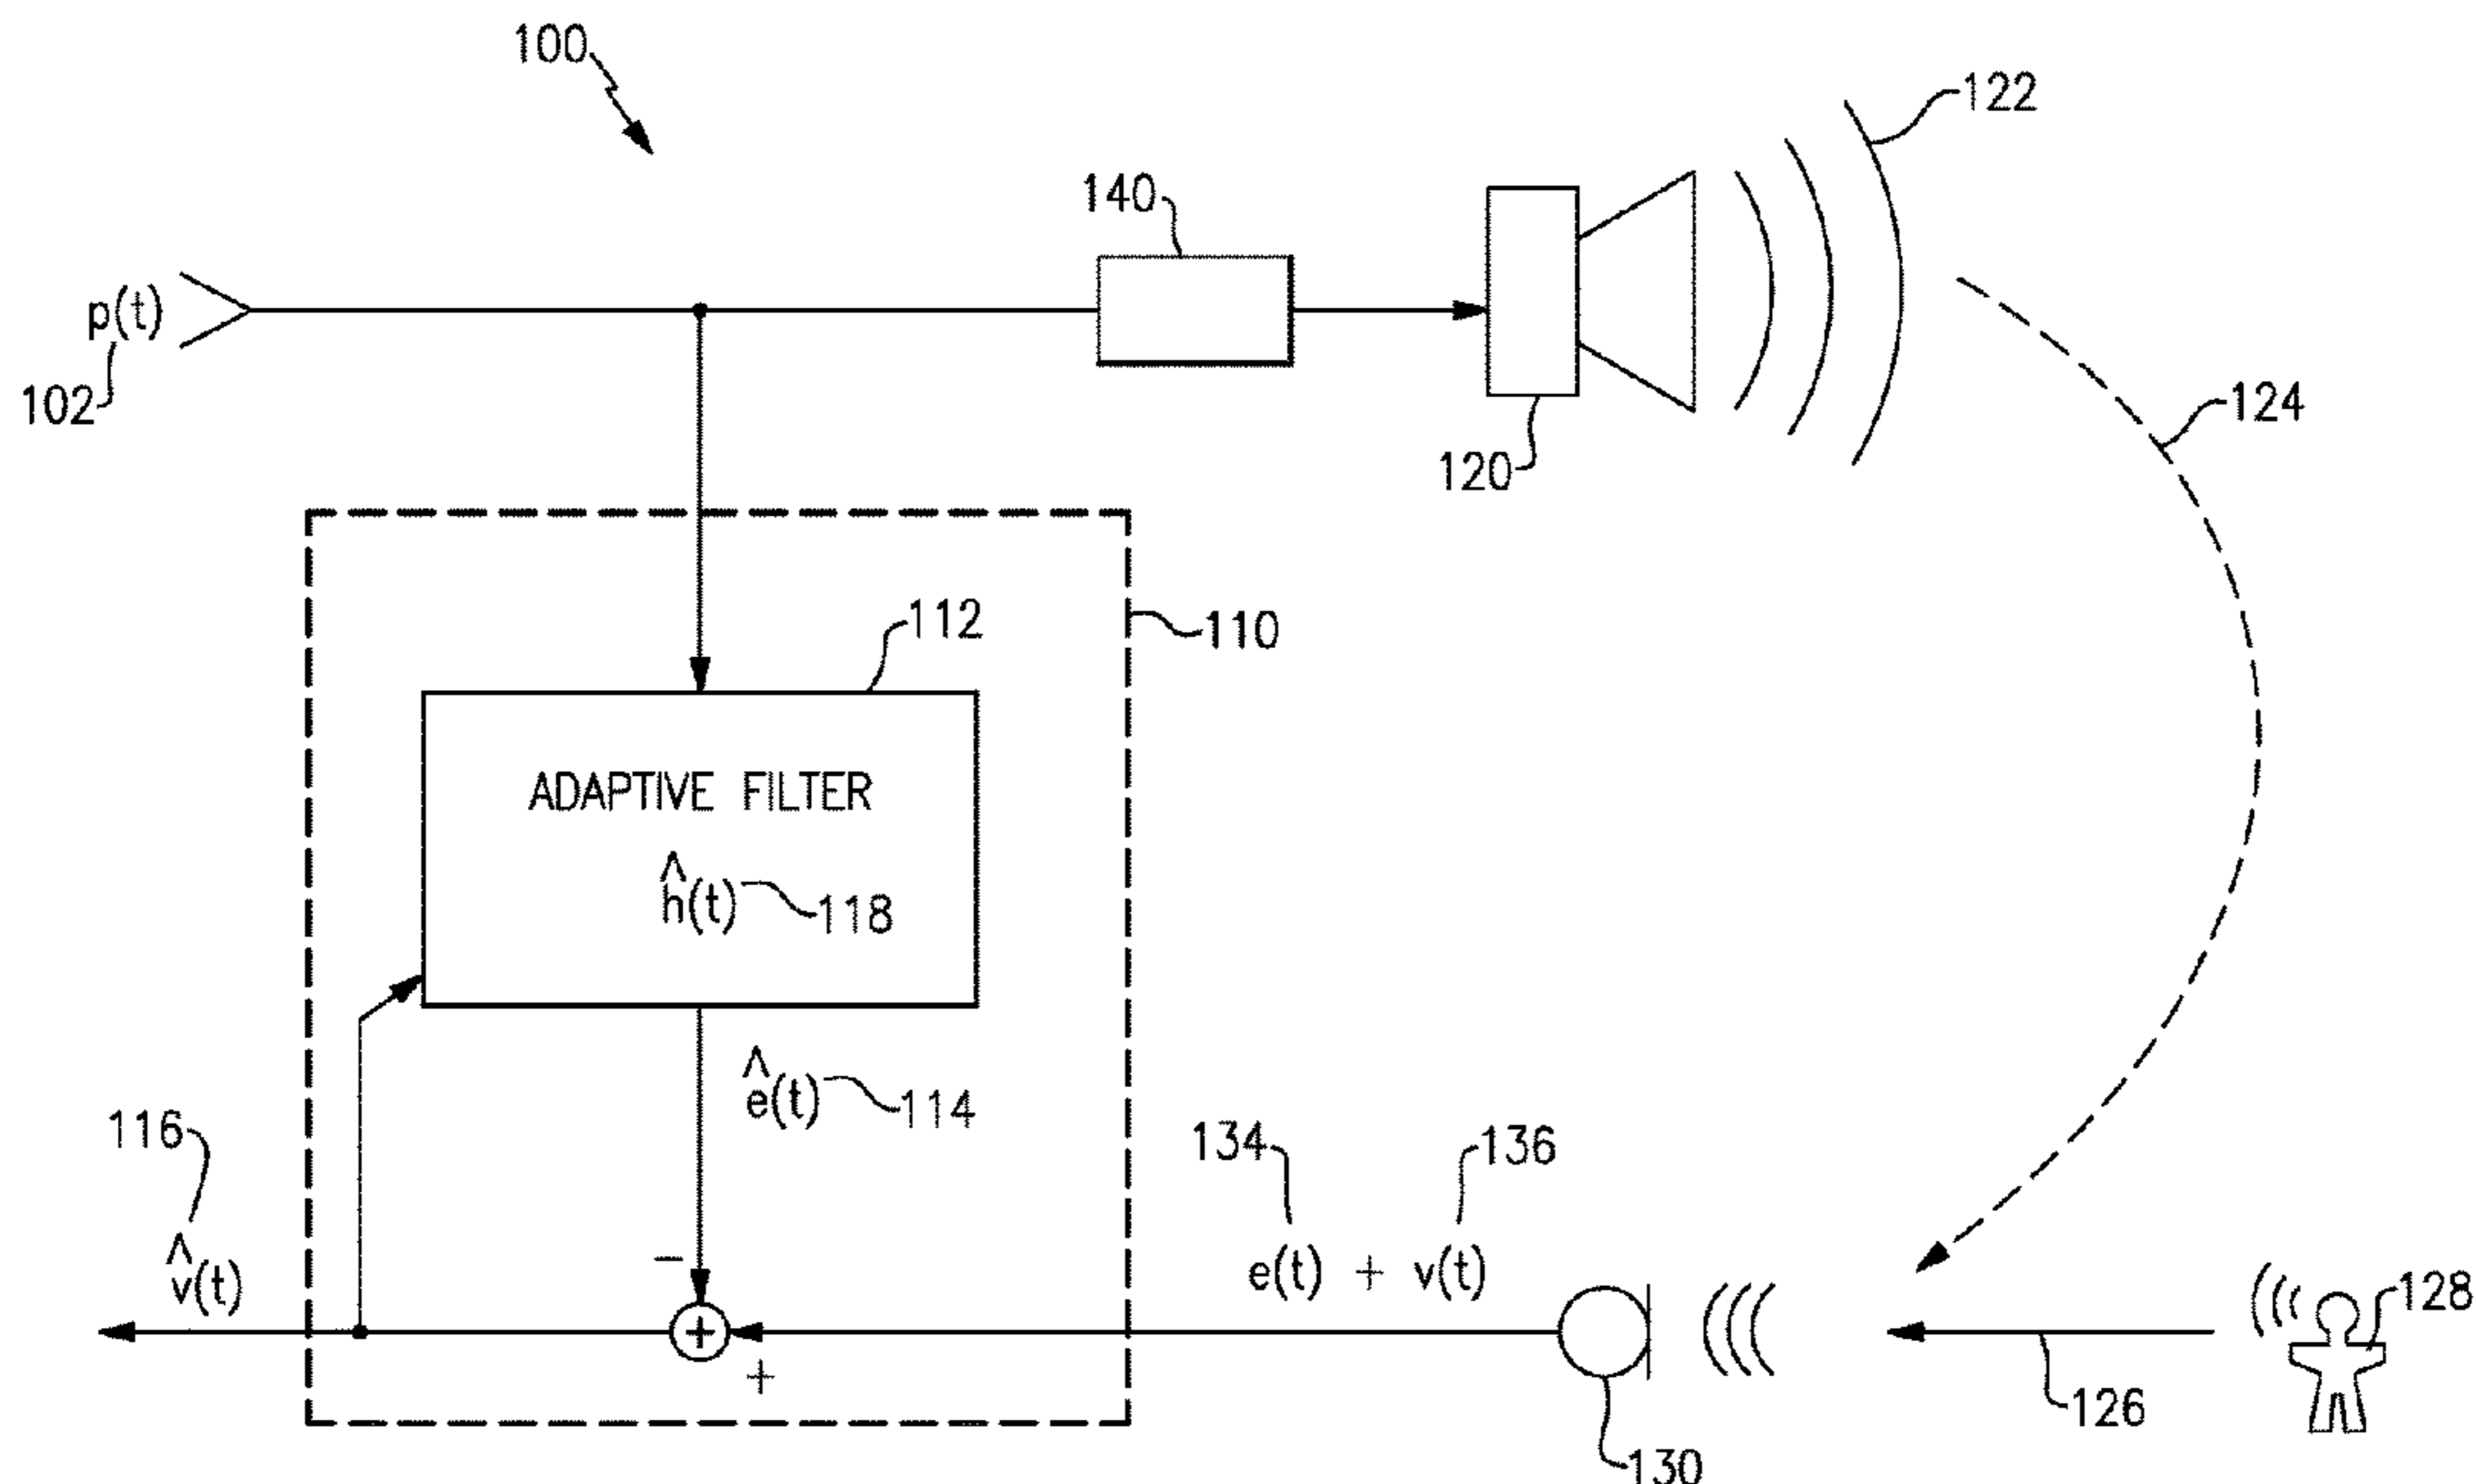 100
122
140
p(t)
102
124
120
112
110
ADAPTIVE FILTER
ĥ(t) 118
ê(t) 114
116
134 136
v̂(t)
e(t) + v(t)
−
+
+
128
126
130